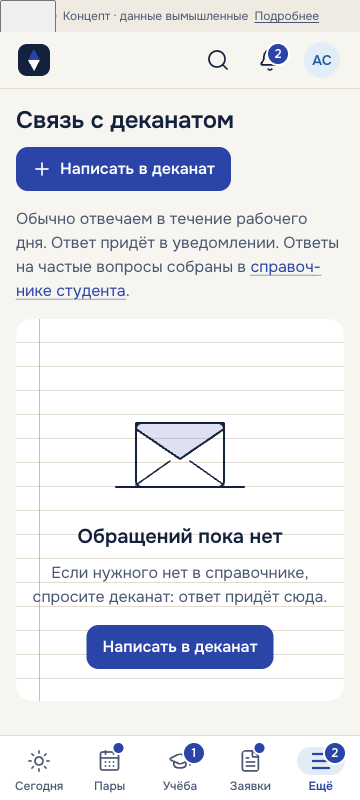 Концепт · данные вымышленные Подробнее
2
АС
Связь с деканатом
Написать в деканат
Обычно отвечаем в течение рабочего
дня. Ответ придёт в уведомлении. Ответы
на частые вопросы собраны в справоч-
нике студента.
Обращений пока нет
Если нужного нет в справочнике,
спросите деканат: ответ придёт сюда.
Написать в деканат
1
2
Сегодня Пары Учёба Заявки Ещё